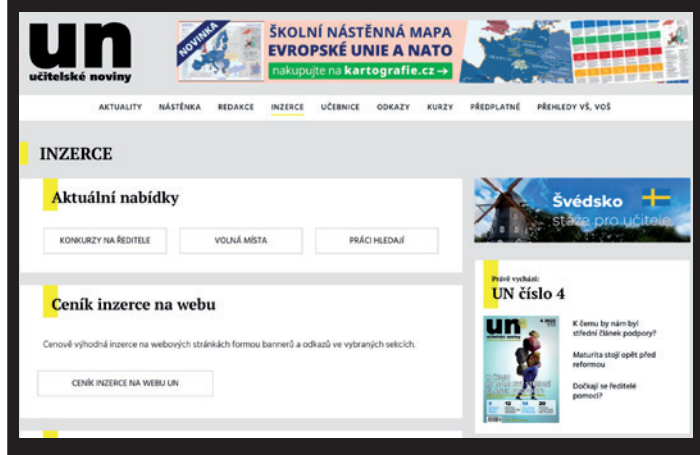 un
učitelské noviny
NOVINKA
ŠKOLNÍ NÁSTĚNNÁ MAPA
EVROPSKÉ UNIE A NATO
nakupujte na kartografie.cz →
AKTUALITY NÁSTĚNKA REDAKCE INZERCE UČEBNICE ODKAZY KURZY PŘEDPLATNÉ PŘEHLEDY VŠ, VOŠ
INZERCE
Aktuální nabídky
KONKURZY NA ŘEDITELE VOLNÁ MÍSTA PRÁCI HLEDAJÍ
Ceník inzerce na webu
Cenově výhodná inzerce na webových stránkách formou bannerů a odkazů ve vybraných sekcích.
CENÍK INZERCE NA WEBU UN
Švédsko
stáže pro učitele
Právě vychází:
UN číslo 4
un
učitelské noviny
K čemu by nám byl
střední článek podpory?
Maturita stojí opět před
reformou
Dočkají se ředitelé
pomoci?